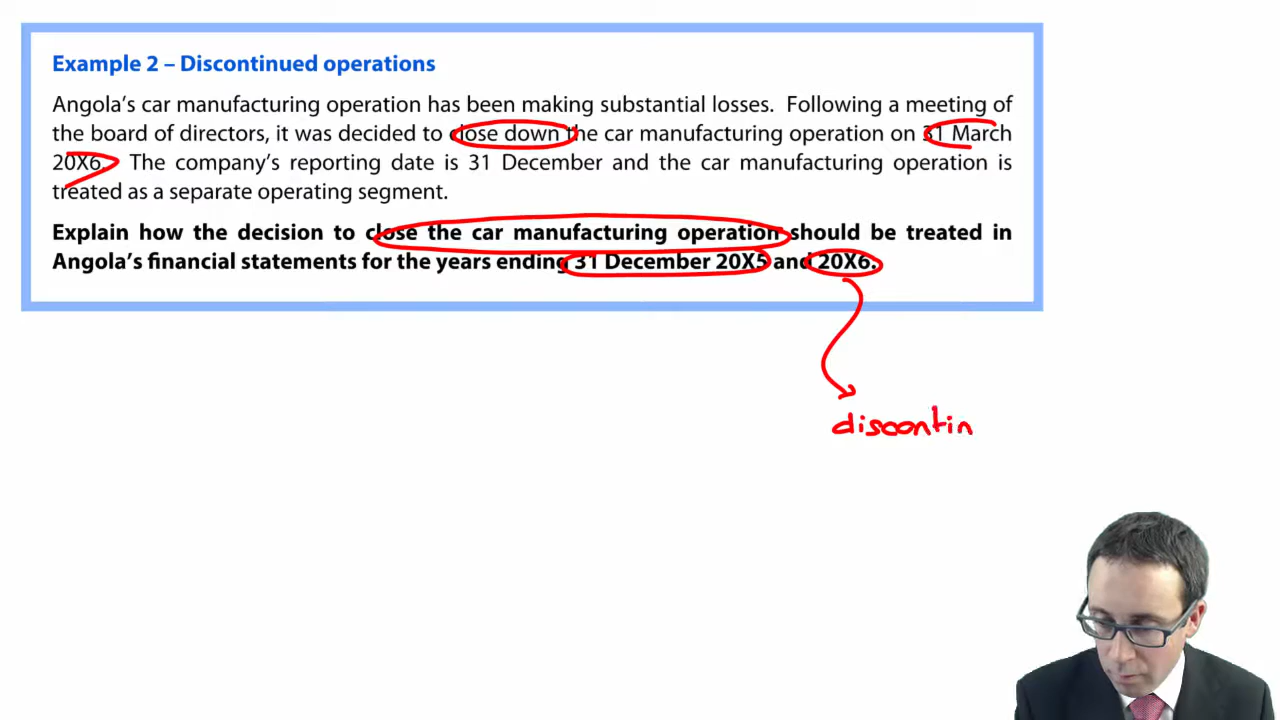 Example 2 – Discontinued operations
Angola's car manufacturing operation has been making substantial losses. Following a meeting of
the board of directors, it was decided to close down the car manufacturing operation on 31 March
20X6. The company's reporting date is 31 December and the car manufacturing operation is
treated as a separate operating segment.
Explain how the decision to close the car manufacturing operation should be treated in
Angola's financial statements for the years ending 31 December 20X5 and 20X6.
discontin